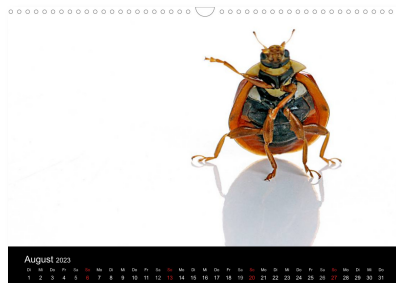 August 2023
Di Mi Do Fr Sa So Mo Di Mi Do Fr Sa So Mo Di Mi Do Fr Sa So Mo Di Mi Do Fr Sa So Mo Di Mi Do
1 2 3 4 5 6 7 8 9 10 11 12 13 14 15 16 17 18 19 20 21 22 23 24 25 26 27 28 29 30 31